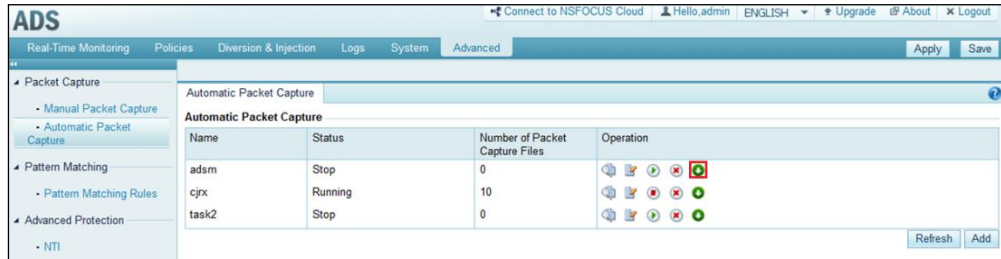 ADS
Connect to NSFOCUS Cloud Hello,admin ENGLISH Upgrade About Logout
Real-Time Monitoring Policies Diversion & Injection Logs System Advanced Apply Save
Packet Capture
Manual Packet Capture
Automatic Packet
Capture
Pattern Matching
Pattern Matching Rules
Advanced Protection
NTI
Automatic Packet Capture
Automatic Packet Capture
Name Status Number of Packet
Capture Files Operation
adsm Stop 0
cjrx Running 10
task2 Stop 0
Refresh Add